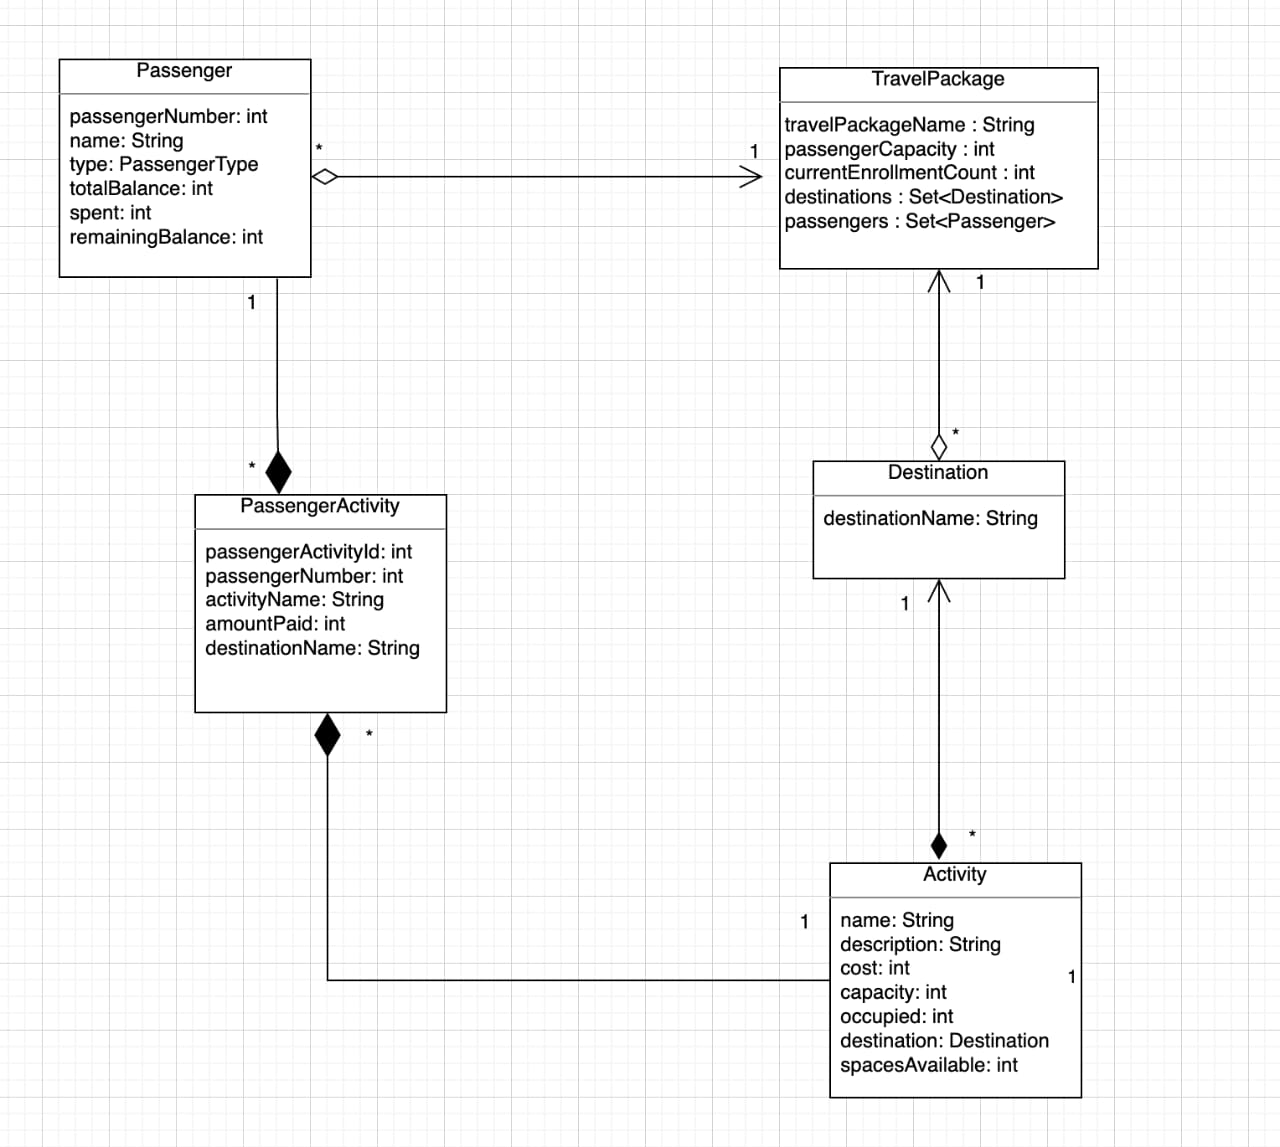 Passenger
passengerNumber: int
name: String
type: PassengerType
totalBalance: int
spent: int
remainingBalance: int
*
1
TravelPackage
travelPackageName : String
passengerCapacity : int
currentEnrollmentCount : int
destinations : Set<Destination>
passengers : Set<Passenger>
1
1
*
*
PassengerActivity
passengerActivityId: int
passengerNumber: int
activityName: String
amountPaid: int
destinationName: String
Destination
destinationName: String
1
*
*
Activity
1
name: String
description: String
cost: int
1
capacity: int
occupied: int
destination: Destination
spacesAvailable: int